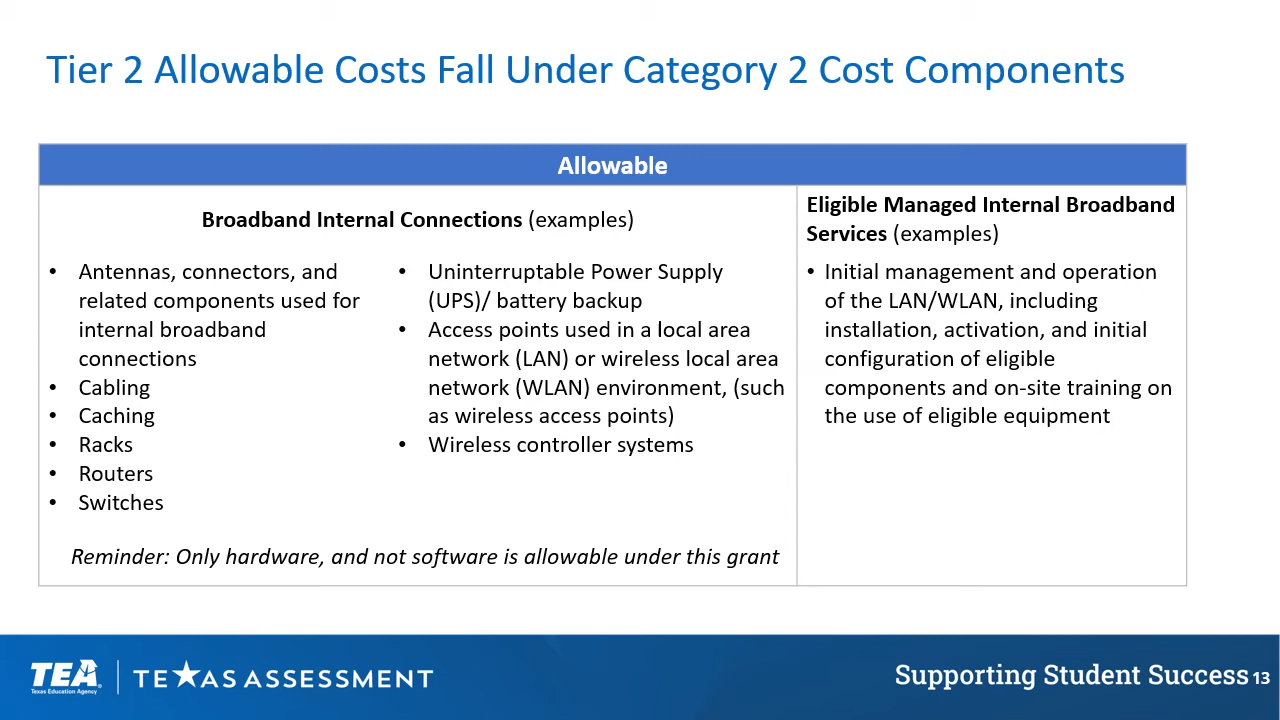 Tier 2 Allowable Costs Fall Under Category 2 Cost Components
Allowable
Broadband Internal Connections (examples)
• Antennas, connectors, and
related components used for
internal broadband
connections
• Cabling
• Caching
• Racks
• Routers
• Switches
• Uninterruptable Power Supply
(UPS)/ battery backup
• Access points used in a local area
network (LAN) or wireless local area
network (WLAN) environment, (such
as wireless access points)
• Wireless controller systems
Reminder: Only hardware, and not software is allowable under this grant
Eligible Managed Internal Broadband
Services (examples)
• Initial management and operation
of the LAN/WLAN, including
installation, activation, and initial
configuration of eligible
components and on-site training on
the use of eligible equipment
TEA
Texas Education Agency
TEXAS ASSESSMENT
Supporting Student Success 13